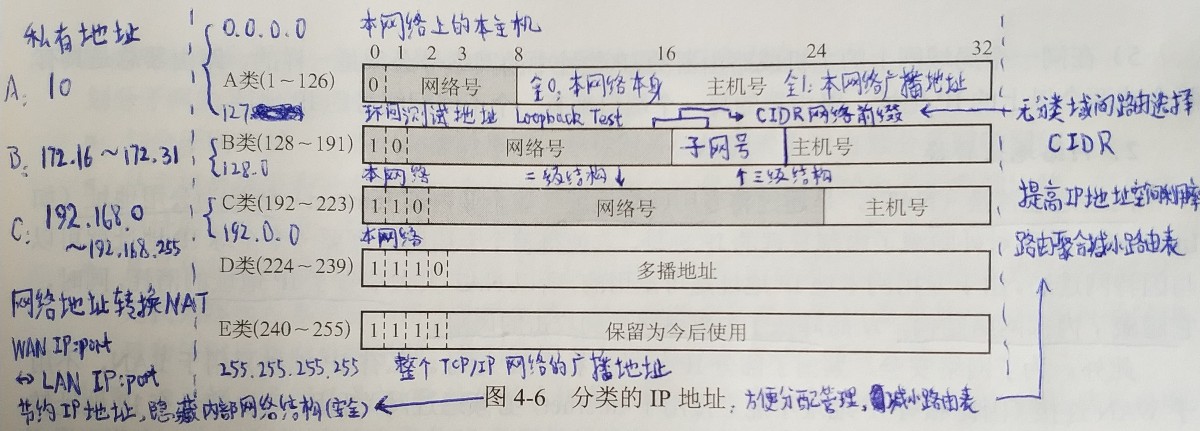 私有地址
0.0.0.0 本网络上的本主机
0 1 2 3 8 16 24 32
A: 10
A类(1~126) 0 网络号 全0:本网络本身 主机号 全1:本网络广播地址
127 环回测试地址 Loopback Test CIDR网络前缀 无分类域间路由选择
CIDR
B: 172.16~172.31
B类(128~191) 1 0 网络号 子网号 主机号
128.0 本网络 二级结构↓ ↑三级结构
C: 192.168.0
~192.168.255
C类(192~223) 1 1 0 网络号 主机号
192.0.0 本网络
提高IP地址空间利用率
路由聚合减小路由表
D类(224~239) 1 1 1 0 多播地址
网络地址转换NAT
WAN IP:port
⇔ LAN IP:port
节约IP地址,隐藏内部网络结构(安全)
E类(240~255) 1 1 1 1 保留为今后使用
255.255.255.255 整个TCP/IP网络的广播地址
图 4-6 分类的 IP 地址
方便分配管理,减小路由表